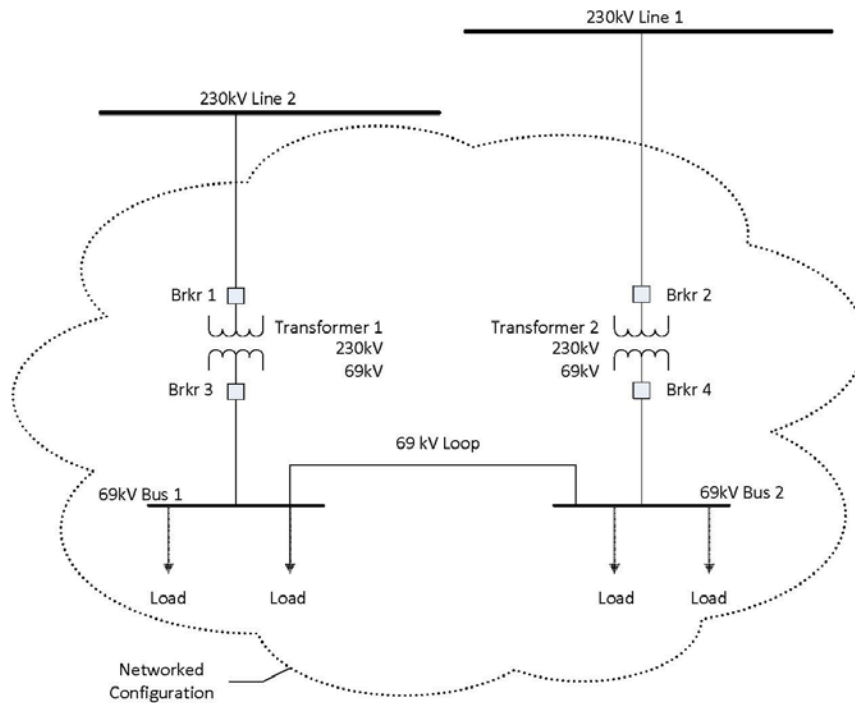 230kV Line 1
230kV Line 2
Brkr 1
Transformer 1
230kV
69kV
Brkr 3
Brkr 2
Transformer 2
230kV
69kV
Brkr 4
69 kV Loop
69kV Bus 1
69kV Bus 2
Load
Load
Load
Load
Networked
Configuration